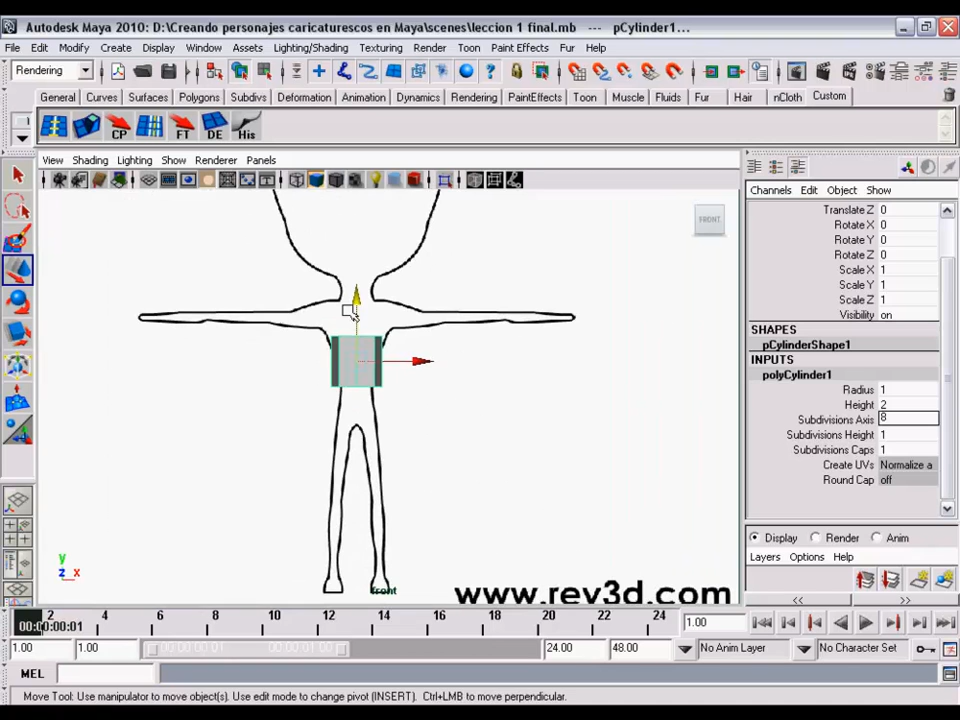 Autodesk Maya 2010: D:\Creando personajes caricaturescos en Maya\scenes\leccion 1 final.mb --- pCylinder1...
File Edit Modify Create Display Window Assets Lighting/Shading Texturing Render Toon Paint Effects Fur Help
Rendering
General Curves Surfaces Polygons Subdivs Deformation Animation Dynamics Rendering PaintEffects Toon Muscle Fluids Fur Hair nCloth Custom
CP FT DE His
View Shading Lighting Show Renderer Panels
Channels Edit Object Show
FRONT
Translate Z 0
Rotate X 0
Rotate Y 0
Rotate Z 0
Scale X 1
Scale Y 1
Scale Z 1
Visibility on
SHAPES
pCylinderShape1
INPUTS
polyCylinder1
Radius 1
Height 2
Subdivisions Axis 8
Subdivisions Height 1
Subdivisions Caps 1
Create UVs Normalize a
Round Cap off
Display Render Anim
Layers Options Help
y
z x
front
www.rev3d.com
<< >>
2 4 6 8 10 12 14 16 18 20 22 24
00:00:00:01
1.00
1.00 1.00 24.00 48.00 No Anim Layer No Character Set
MEL
Move Tool: Use manipulator to move object(s). Use edit mode to change pivot (INSERT). Ctrl+LMB to move perpendicular.